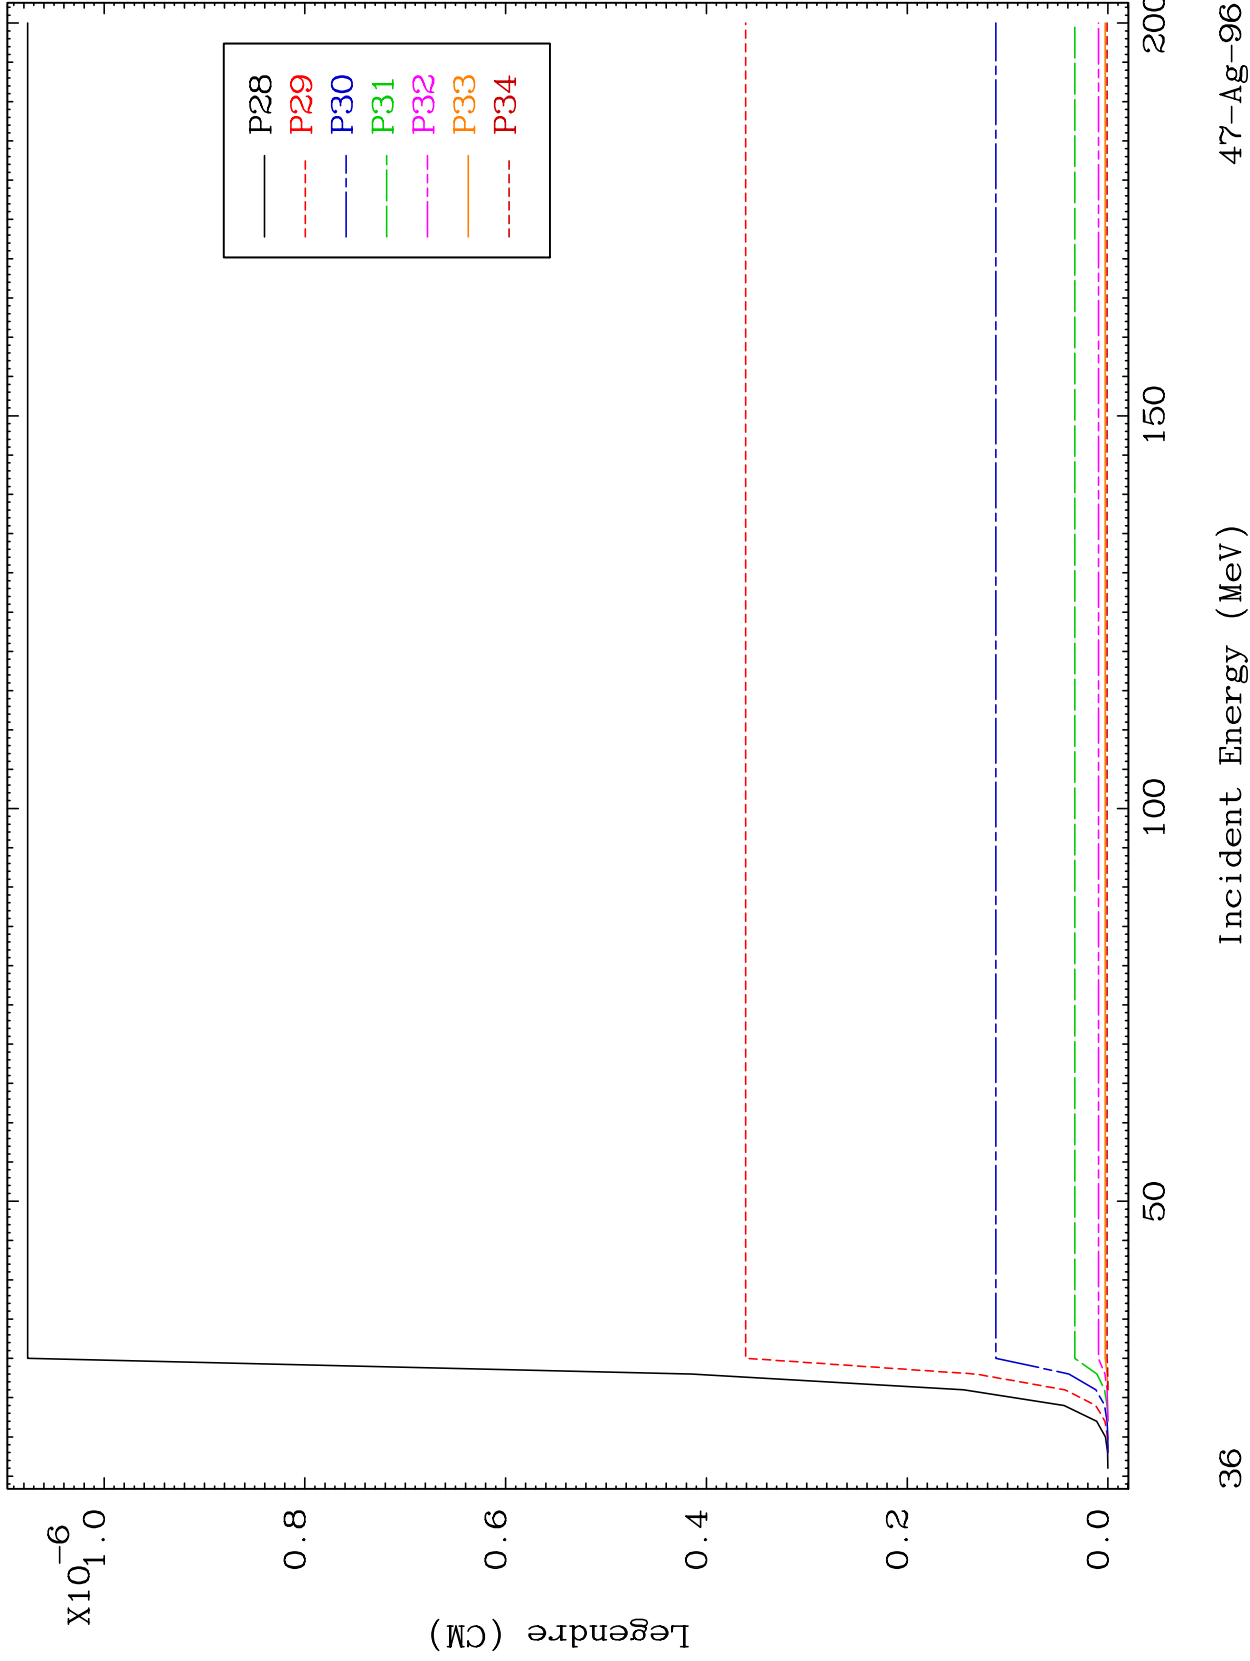 X10⁻⁶
1.0
0.8
0.6
0.4
0.2
0.0
Legendre (CM)
P28
P29
P30
P31
P32
P33
P34
50
100
150
200
Incident Energy (MeV)
36
47-Ag-96